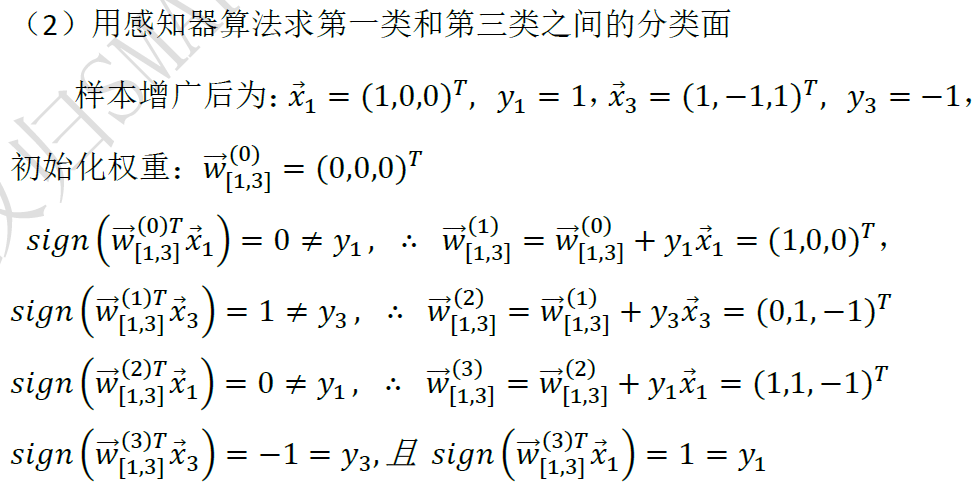 （2）用感知器算法求第一类和第三类之间的分类面
样本增广后为: $\vec{x}_1 = (1,0,0)^T$, $y_1 = 1$，$\vec{x}_3 = (1,-1,1)^T$, $y_3 = -1$，
初始化权重: $\vec{w}_{[1,3]}^{(0)} = (0,0,0)^T$
$sign\left(\vec{w}_{[1,3]}^{(0)T}\vec{x}_1\right) = 0 \neq y_1$, ∴ $\vec{w}_{[1,3]}^{(1)} = \vec{w}_{[1,3]}^{(0)} + y_1\vec{x}_1 = (1,0,0)^T$，
$sign\left(\vec{w}_{[1,3]}^{(1)T}\vec{x}_3\right) = 1 \neq y_3$, ∴ $\vec{w}_{[1,3]}^{(2)} = \vec{w}_{[1,3]}^{(1)} + y_3\vec{x}_3 = (0,1,-1)^T$
$sign\left(\vec{w}_{[1,3]}^{(2)T}\vec{x}_1\right) = 0 \neq y_1$, ∴ $\vec{w}_{[1,3]}^{(3)} = \vec{w}_{[1,3]}^{(2)} + y_1\vec{x}_1 = (1,1,-1)^T$
$sign\left(\vec{w}_{[1,3]}^{(3)T}\vec{x}_3\right) = -1 = y_3$, 且 $sign\left(\vec{w}_{[1,3]}^{(3)T}\vec{x}_1\right) = 1 = y_1$